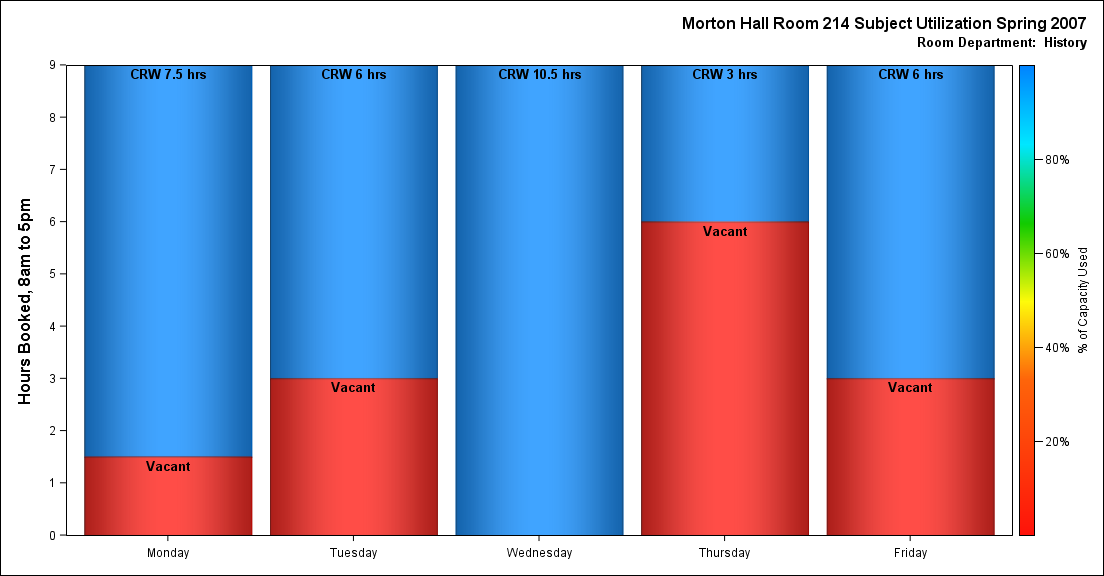 Morton Hall Room 214 Subject Utilization Spring 2007
Room Department: History
Hours Booked, 8am to 5pm
9
8
7
6
5
4
3
2
1
0
CRW 7.5 hrs
CRW 6 hrs
CRW 10.5 hrs
CRW 3 hrs
CRW 6 hrs
Vacant
Vacant
Vacant
Vacant
Monday
Tuesday
Wednesday
Thursday
Friday
80%
60%
40%
20%
% of Capacity Used